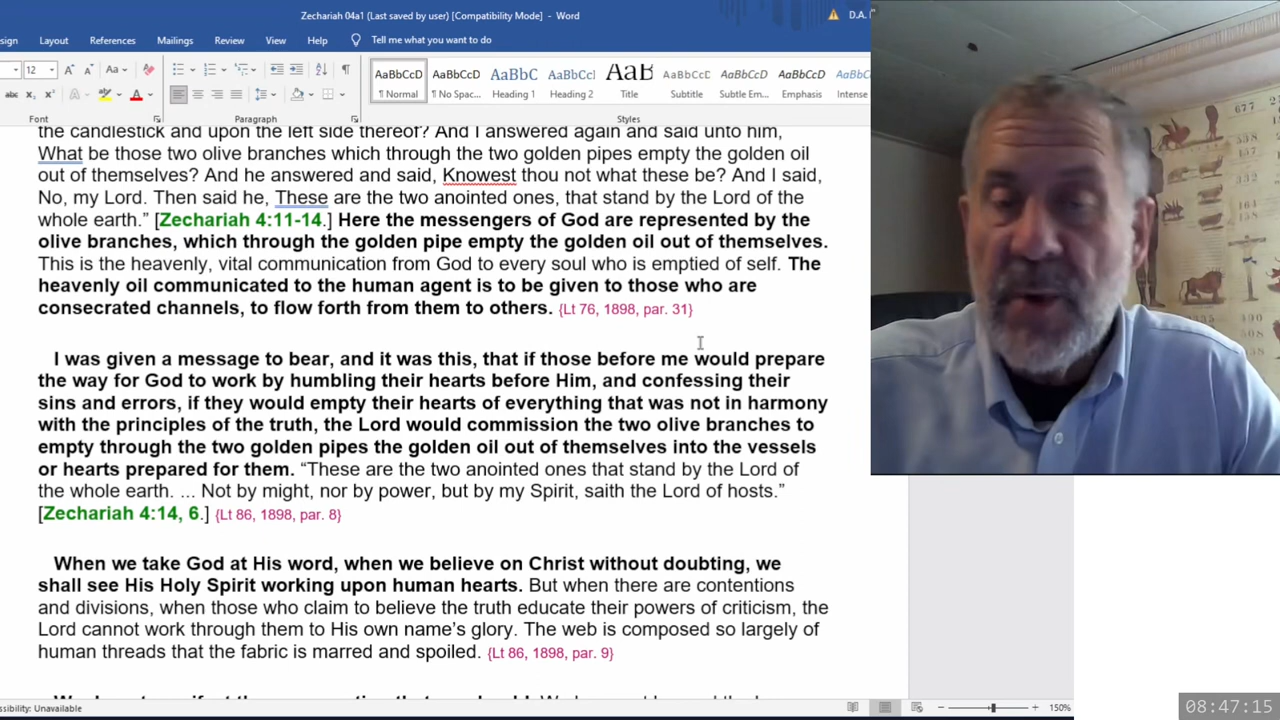 Zechariah 04a1 (Last saved by user) [Compatibility Mode] - Word
D.A.
sign Layout References Mailings Review View Help Tell me what you want to do
12 Aa
abc x₂ x² A A
AaBbCcD AaBbCcD AaBbC AaBbCcl AaB AaBbCcD AaBbCcD AaBbCcD AaBbCc
¶ Normal ¶ No Spac... Heading 1 Heading 2 Title Subtitle Subtle Em... Emphasis Intense
Font Paragraph Styles
the candlestick and upon the left side thereof? And I answered again and said unto him,
What be those two olive branches which through the two golden pipes empty the golden oil
out of themselves? And he answered and said, Knowest thou not what these be? And I said,
No, my Lord. Then said he, These are the two anointed ones, that stand by the Lord of the
whole earth.” [Zechariah 4:11-14.] Here the messengers of God are represented by the
olive branches, which through the golden pipe empty the golden oil out of themselves.
This is the heavenly, vital communication from God to every soul who is emptied of self. The
heavenly oil communicated to the human agent is to be given to those who are
consecrated channels, to flow forth from them to others. {Lt 76, 1898, par. 31}
I was given a message to bear, and it was this, that if those before me would prepare
the way for God to work by humbling their hearts before Him, and confessing their
sins and errors, if they would empty their hearts of everything that was not in harmony
with the principles of the truth, the Lord would commission the two olive branches to
empty through the two golden pipes the golden oil out of themselves into the vessels
or hearts prepared for them. “These are the two anointed ones that stand by the Lord of
the whole earth. ... Not by might, nor by power, but by my Spirit, saith the Lord of hosts.”
[Zechariah 4:14, 6.] {Lt 86, 1898, par. 8}
When we take God at His word, when we believe on Christ without doubting, we
shall see His Holy Spirit working upon human hearts. But when there are contentions
and divisions, when those who claim to believe the truth educate their powers of criticism, the
Lord cannot work through them to His own name’s glory. The web is composed so largely of
human threads that the fabric is marred and spoiled. {Lt 86, 1898, par. 9}
ssibility: Unavailable
150%
677
08:47:15